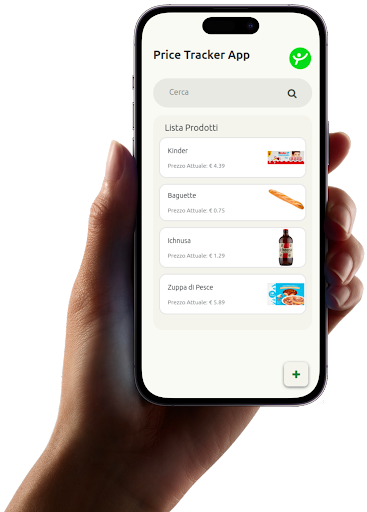 Price Tracker App
Cerca
Lista Prodotti
Kinder
Prezzo Attuale: € 4.39
Baguette
Prezzo Attuale: € 0.75
Ichnusa
Prezzo Attuale: € 1.29
Zuppa di Pesce
Prezzo Attuale: € 5.89
+